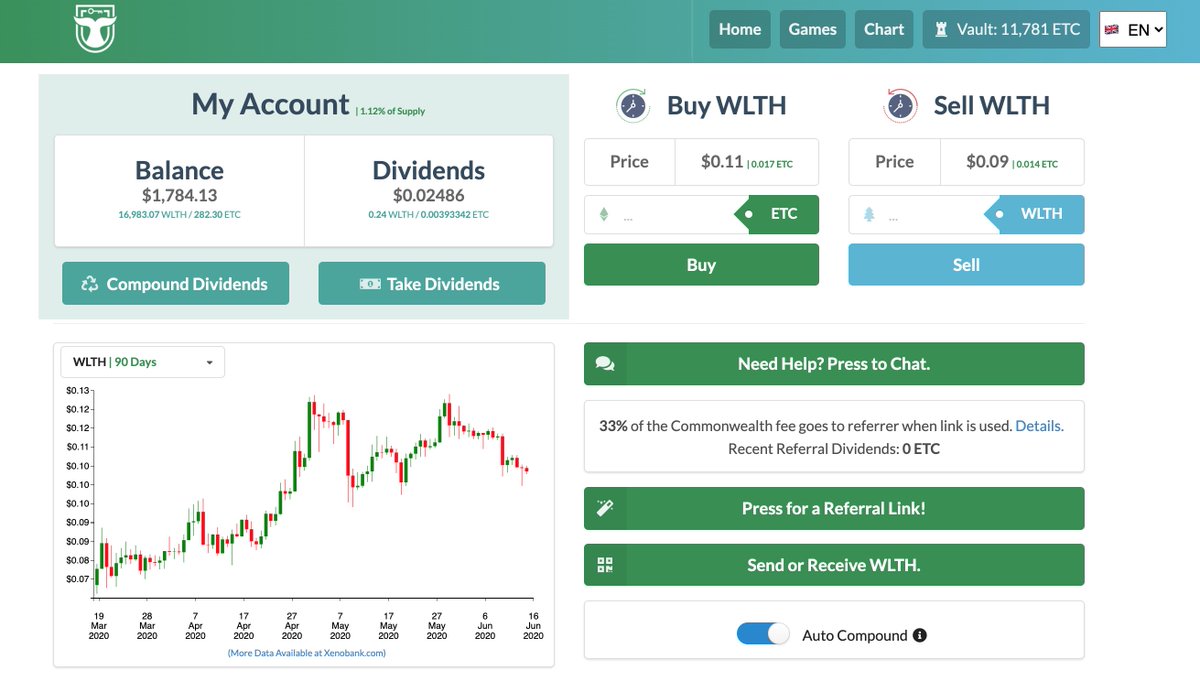 Home
Games
Chart
Vault: 11,781 ETC
EN
My Account | 1.12% of Supply
Balance
$1,784.13
16,983.07 WLTH / 282.30 ETC
Dividends
$0.02486
0.24 WLTH / 0.00393342 ETC
Compound Dividends
Take Dividends
Buy WLTH
Price
$0.11 | 0.017 ETC
...
ETC
Buy
Sell WLTH
Price
$0.09 | 0.014 ETC
...
WLTH
Sell
WLTH | 90 Days
$0.13
$0.12
$0.12
$0.11
$0.10
$0.10
$0.10
$0.09
$0.09
$0.08
$0.07
19 Mar 2020
28 Mar 2020
7 Apr 2020
17 Apr 2020
27 Apr 2020
7 May 2020
17 May 2020
27 May 2020
6 Jun 2020
16 Jun 2020
(More Data Available at Xenobank.com)
Need Help? Press to Chat.
33% of the Commonwealth fee goes to referrer when link is used. Details.
Recent Referral Dividends: 0 ETC
Press for a Referral Link!
Send or Receive WLTH.
Auto Compound